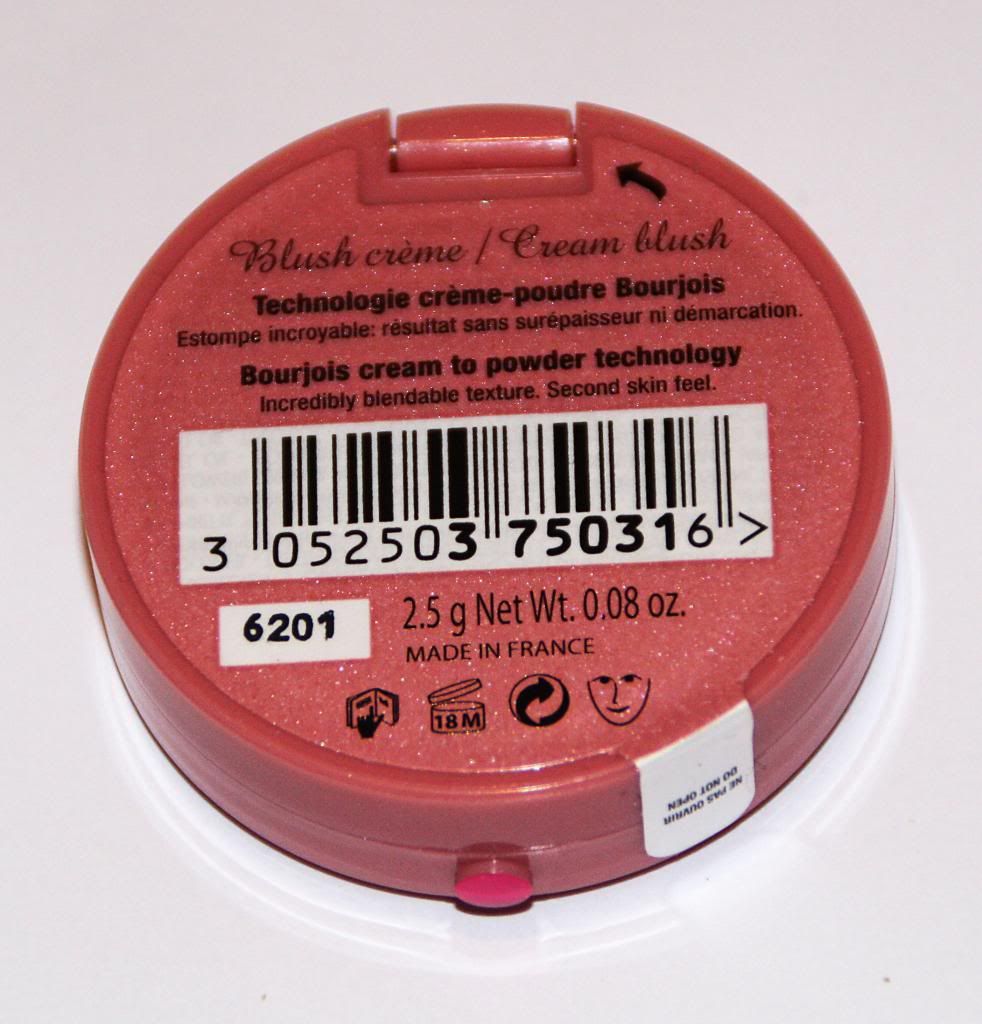 Blush crème / Cream blush
Technologie crème-poudre Bourjois
Estompe incroyable: résultat sans surépaisseur ni démarcation.
Bourjois cream to powder technology
Incredibly blendable texture. Second skin feel.
3 052503 750316 >
6201
2.5 g Net Wt. 0.08 oz.
MADE IN FRANCE
18 M
NE PAS OUVRIR
DO NOT OPEN